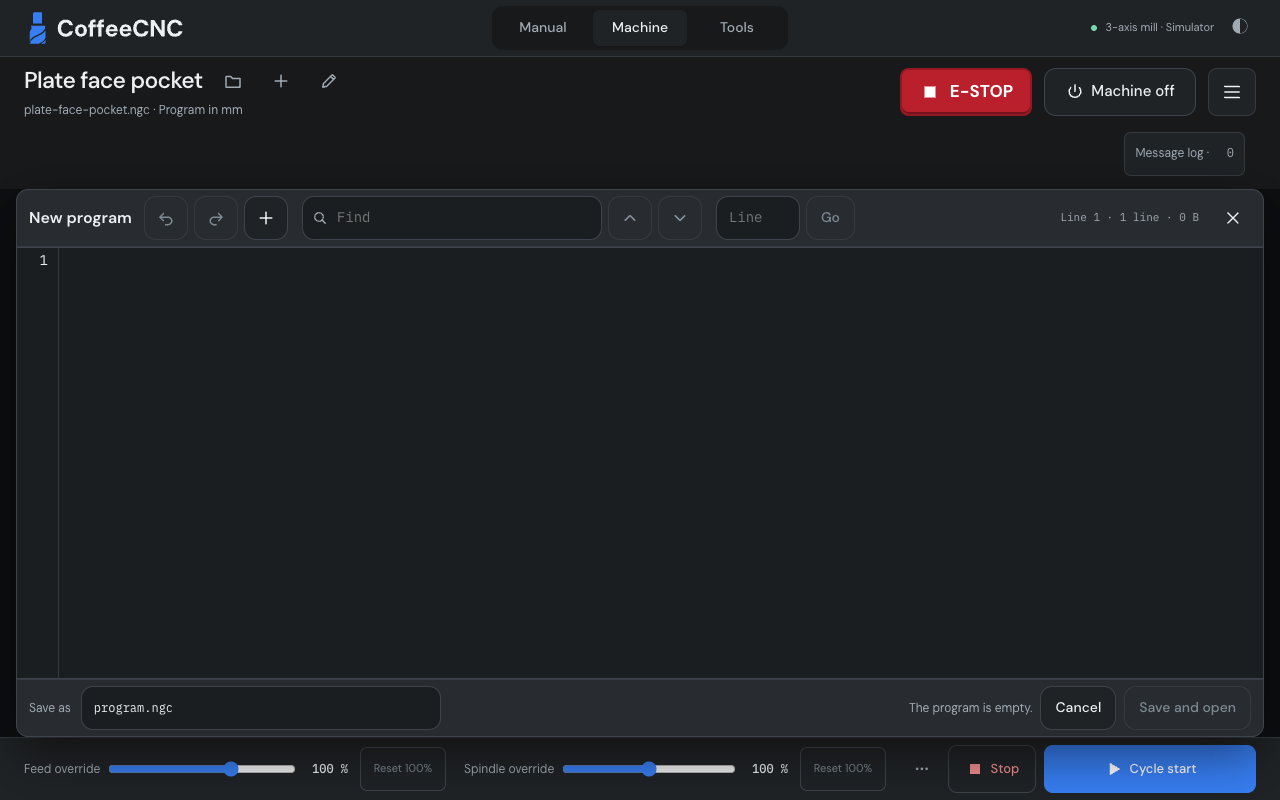 CoffeeCNC
Manual
Machine
Tools
3-axis mill · Simulator
Plate face pocket
plate-face-pocket.ngc · Program in mm
E-STOP
Machine off
Message log · 0
New program
Find
Line
Go
Line 1 · 1 line · 0 B
1
Save as
program.ngc
The program is empty.
Cancel
Save and open
Feed override
100 %
Reset 100%
Spindle override
100 %
Reset 100%
Stop
Cycle start